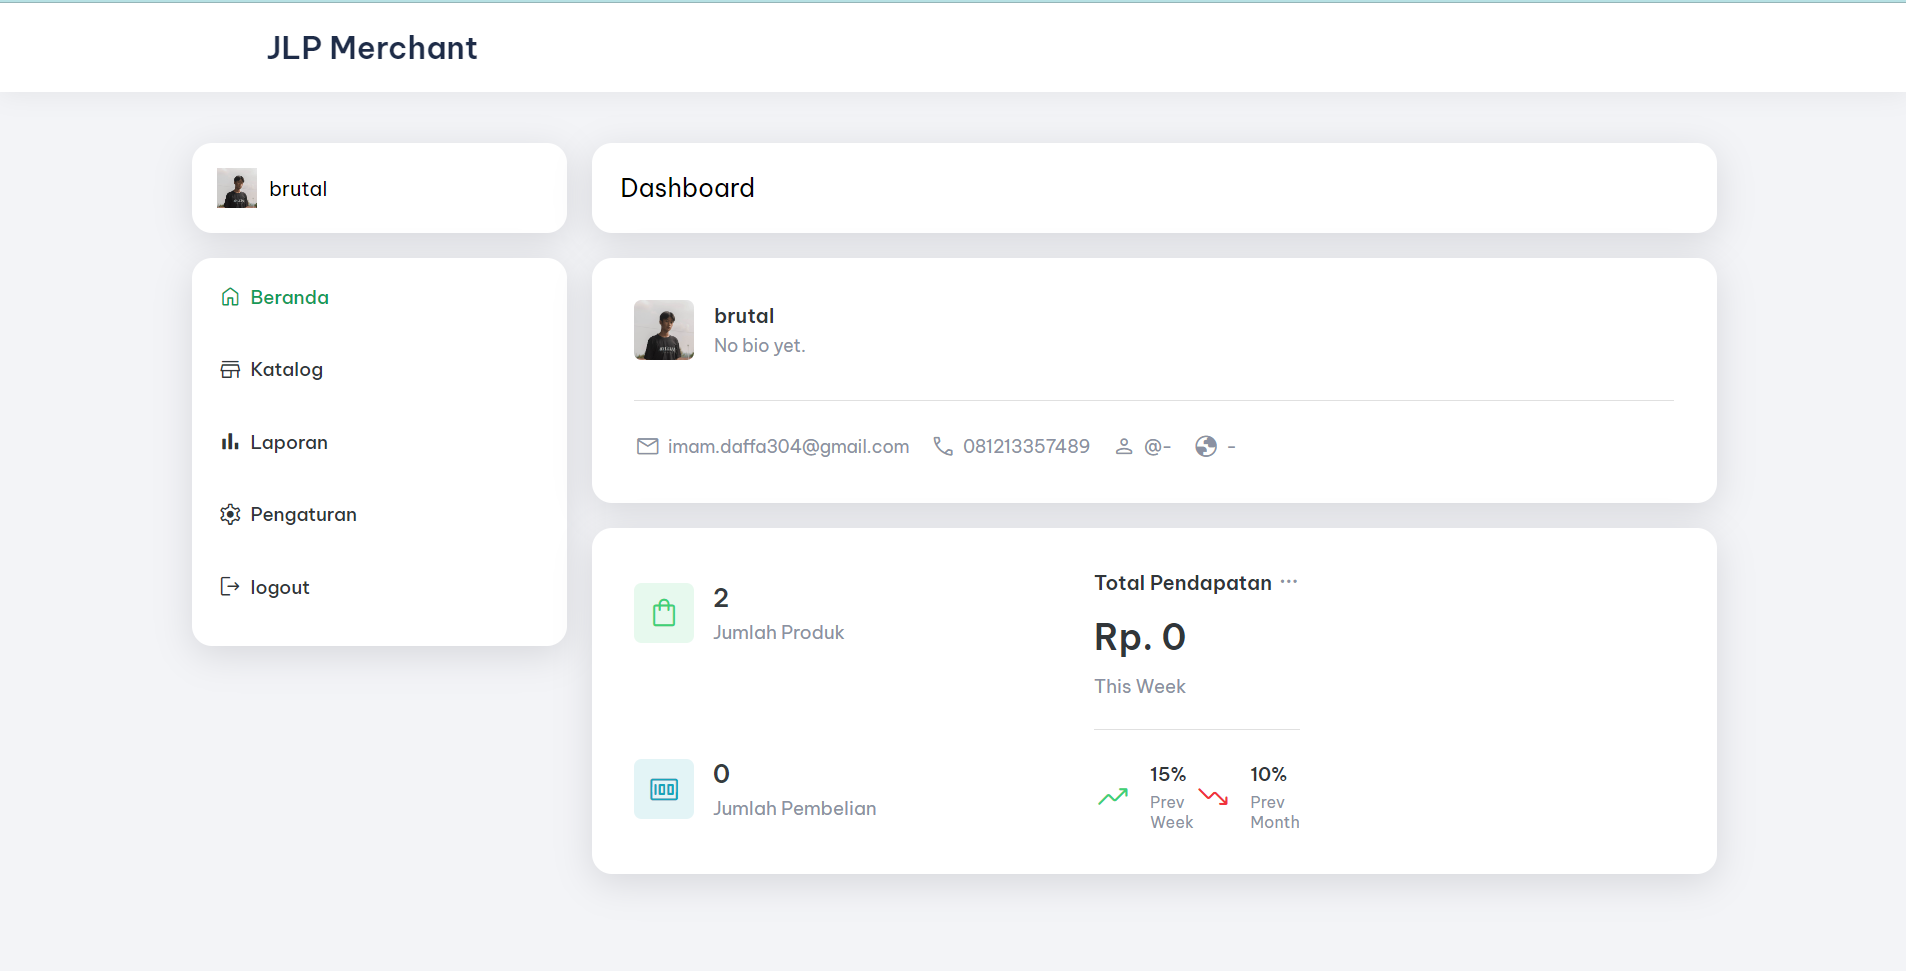 JLP Merchant
brutal
Dashboard
Beranda
Katalog
Laporan
Pengaturan
logout
brutal
No bio yet.
imam.daffa304@gmail.com 081213357489 @- -
2
Jumlah Produk
0
Jumlah Pembelian
Total Pendapatan ···
Rp. 0
This Week
15%
Prev
Week
10%
Prev
Month